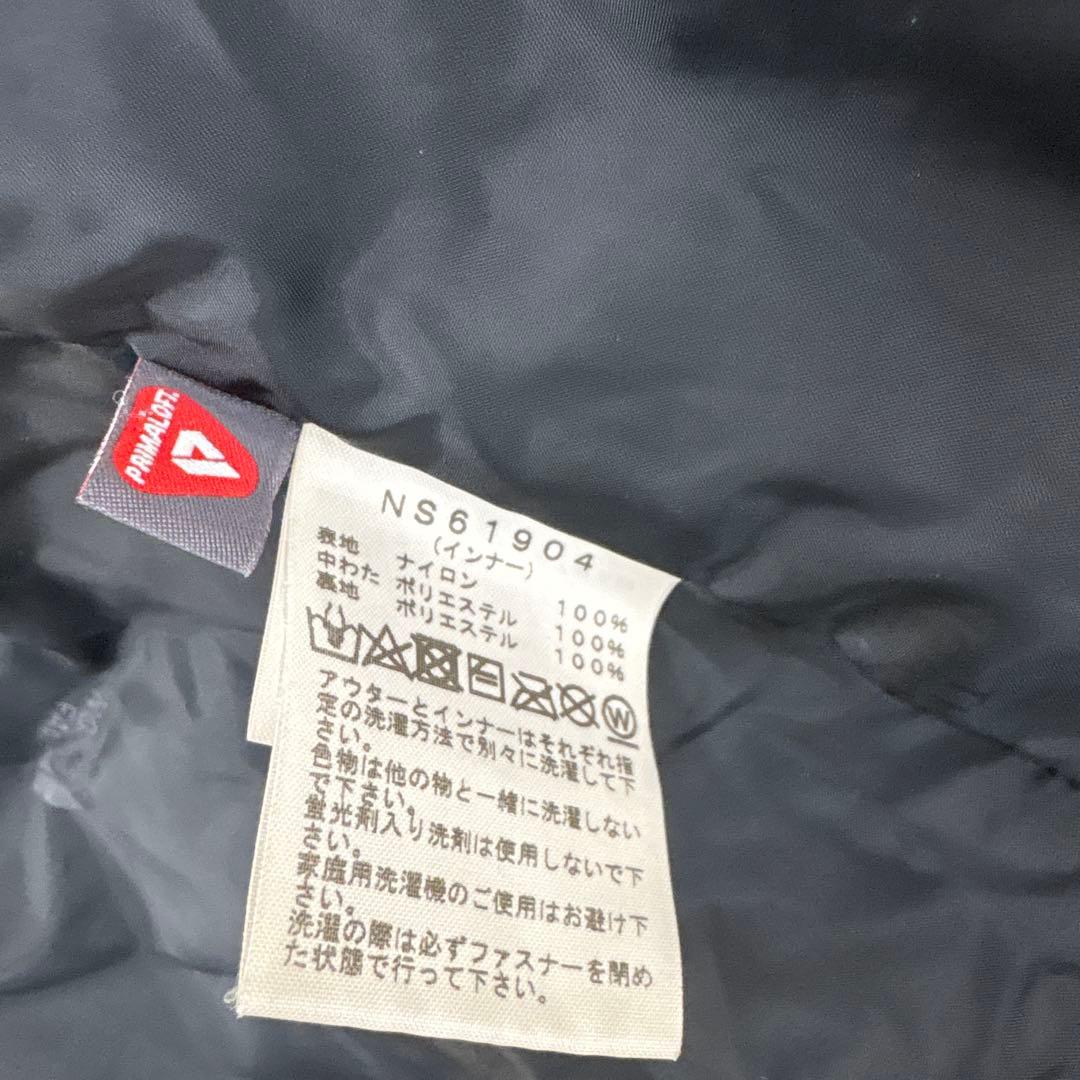 PRIMALOFT.
NS61904
(インナー)
表地 ナイロン 100%
中わた ポリエステル 100%
裏地 ポリエステル 100%
W
アウターとインナーはそれぞれ指
定の洗濯方法で別々に洗濯して下
さい。
色物は他の物と一緒に洗濯しない
で下さい。
蛍光剤入り洗剤は使用しないで下
さい。
家庭用洗濯機のご使用はお避け下
さい。
洗濯の際は必ずファスナーを閉め
た状態で行って下さい。